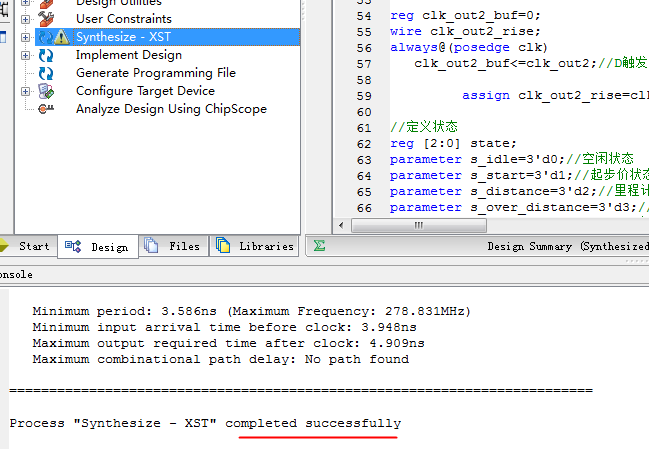 Design Utilities
User Constraints
Synthesize - XST
Implement Design
Generate Programming File
Configure Target Device
Analyze Design Using ChipScope
Start
Design
Files
Libraries
54 reg clk_out2_buf=0;
55 wire clk_out2_rise;
56 always@(posedge clk)
57 clk_out2_buf<=clk_out2;//D触发
58
59 assign clk_out2_rise=cl
60
61 //定义状态
62 reg [2:0] state;
63 parameter s_idle=3'd0;//空闲状态
64 parameter s_start=3'd1;//起步价状态
65 parameter s_distance=3'd2;//里程计
66 parameter s_over_distance=3'd3;//
Design Summary (Synthesized
onsole
Minimum period: 3.586ns (Maximum Frequency: 278.831MHz)
Minimum input arrival time before clock: 3.948ns
Maximum output required time after clock: 4.909ns
Maximum combinational path delay: No path found
=========================================================================
Process "Synthesize - XST" completed successfully